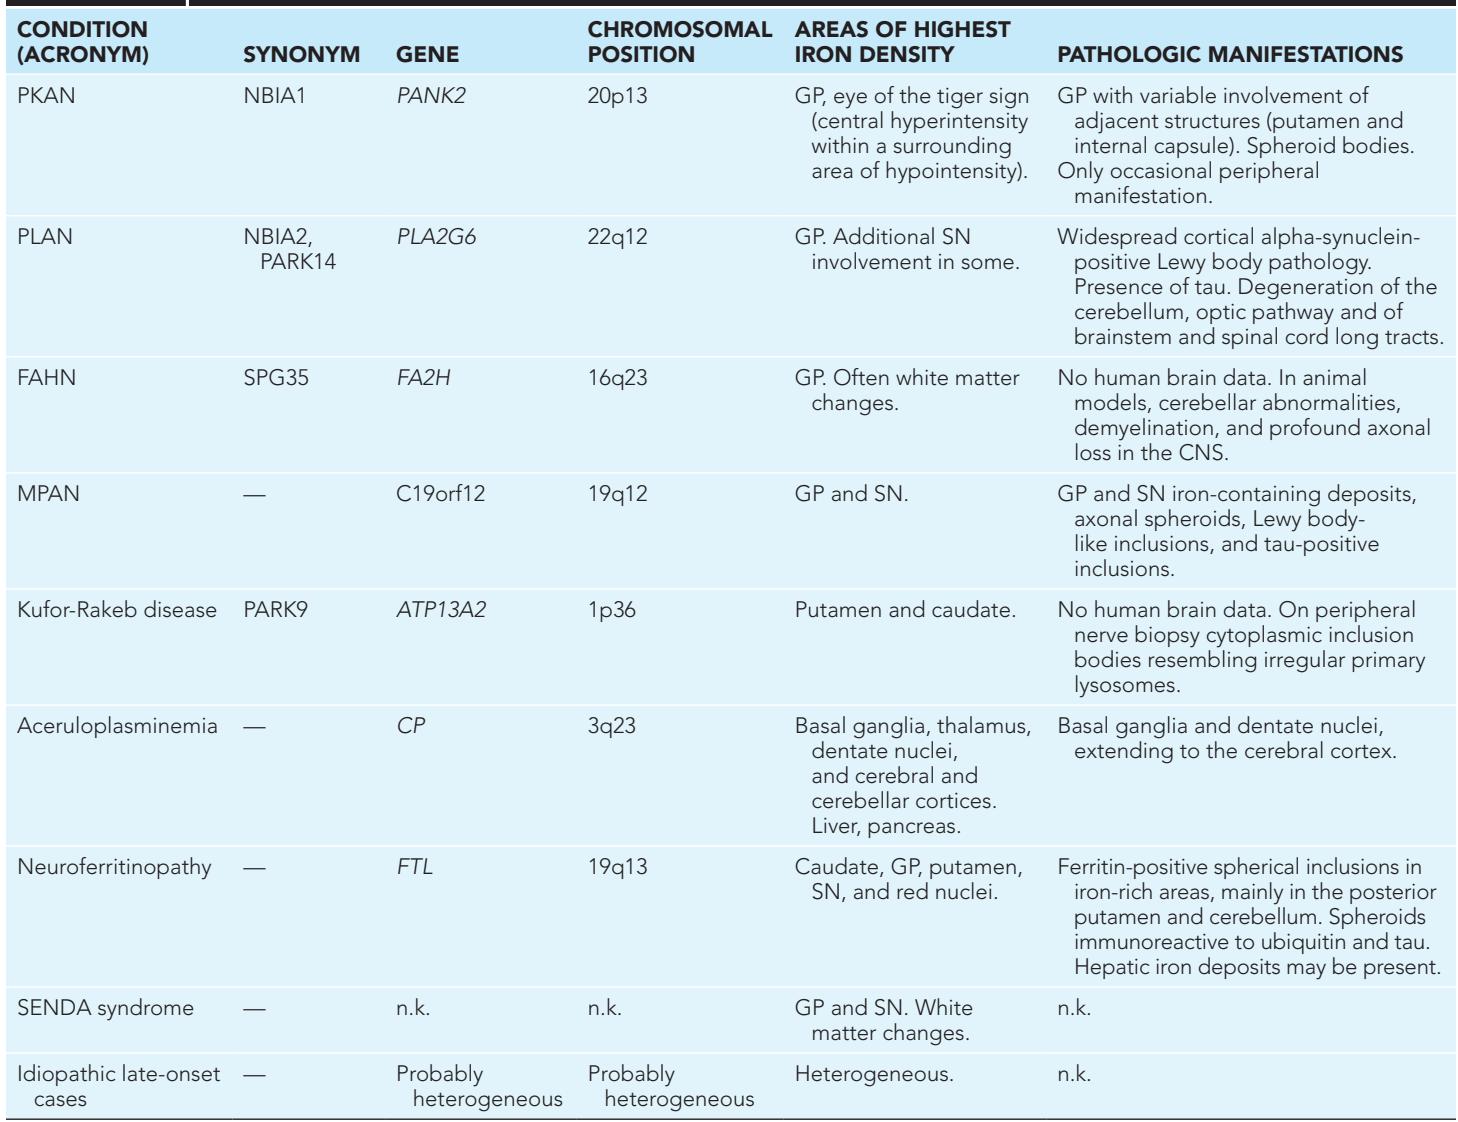 CONDITION (ACRONYM) SYNONYM GENE CHROMOSOMAL POSITION AREAS OF HIGHEST IRON DENSITY PATHOLOGIC MANIFESTATIONS
PKAN NBIA1 PANK2 20p13 GP, eye of the tiger sign GP with variable involvement of
(central hyperintensity adjacent structures (putamen and
within a surrounding internal capsule). Spheroid bodies.
area of hypointensity). Only occasional peripheral
manifestation.
PLAN NBIA2, PLA2G6 22q12 GP. Additional SN Widespread cortical alpha-synuclein-
PARK14 involvement in some. positive Lewy body pathology.
Presence of tau. Degeneration of the
cerebellum, optic pathway and of
brainstem and spinal cord long tracts.
FAHN SPG35 FA2H 16q23 GP. Often white matter No human brain data. In animal
changes. models, cerebellar abnormalities,
demyelination, and profound axonal
loss in the CNS.
MPAN — C19orf12 19q12 GP and SN. GP and SN iron-containing deposits,
axonal spheroids, Lewy body-
like inclusions, and tau-positive
inclusions.
Kufor-Rakeb disease PARK9 ATP13A2 1p36 Putamen and caudate. No human brain data. On peripheral
nerve biopsy cytoplasmic inclusion
bodies resembling irregular primary
lysosomes.
Aceruloplasminemia — CP 3q23 Basal ganglia, thalamus, Basal ganglia and dentate nuclei,
dentate nuclei, extending to the cerebral cortex.
and cerebral and
cerebellar cortices.
Liver, pancreas.
Neuroferritinopathy — FTL 19q13 Caudate, GP, putamen, Ferritin-positive spherical inclusions in
SN, and red nuclei. iron-rich areas, mainly in the posterior
putamen and cerebellum. Spheroids
immunoreactive to ubiquitin and tau.
Hepatic iron deposits may be present.
SENDA syndrome — n.k. n.k. GP and SN. White n.k.
matter changes.
Idiopathic late-onset — Probably Probably Heterogeneous. n.k.
cases heterogeneous heterogeneous